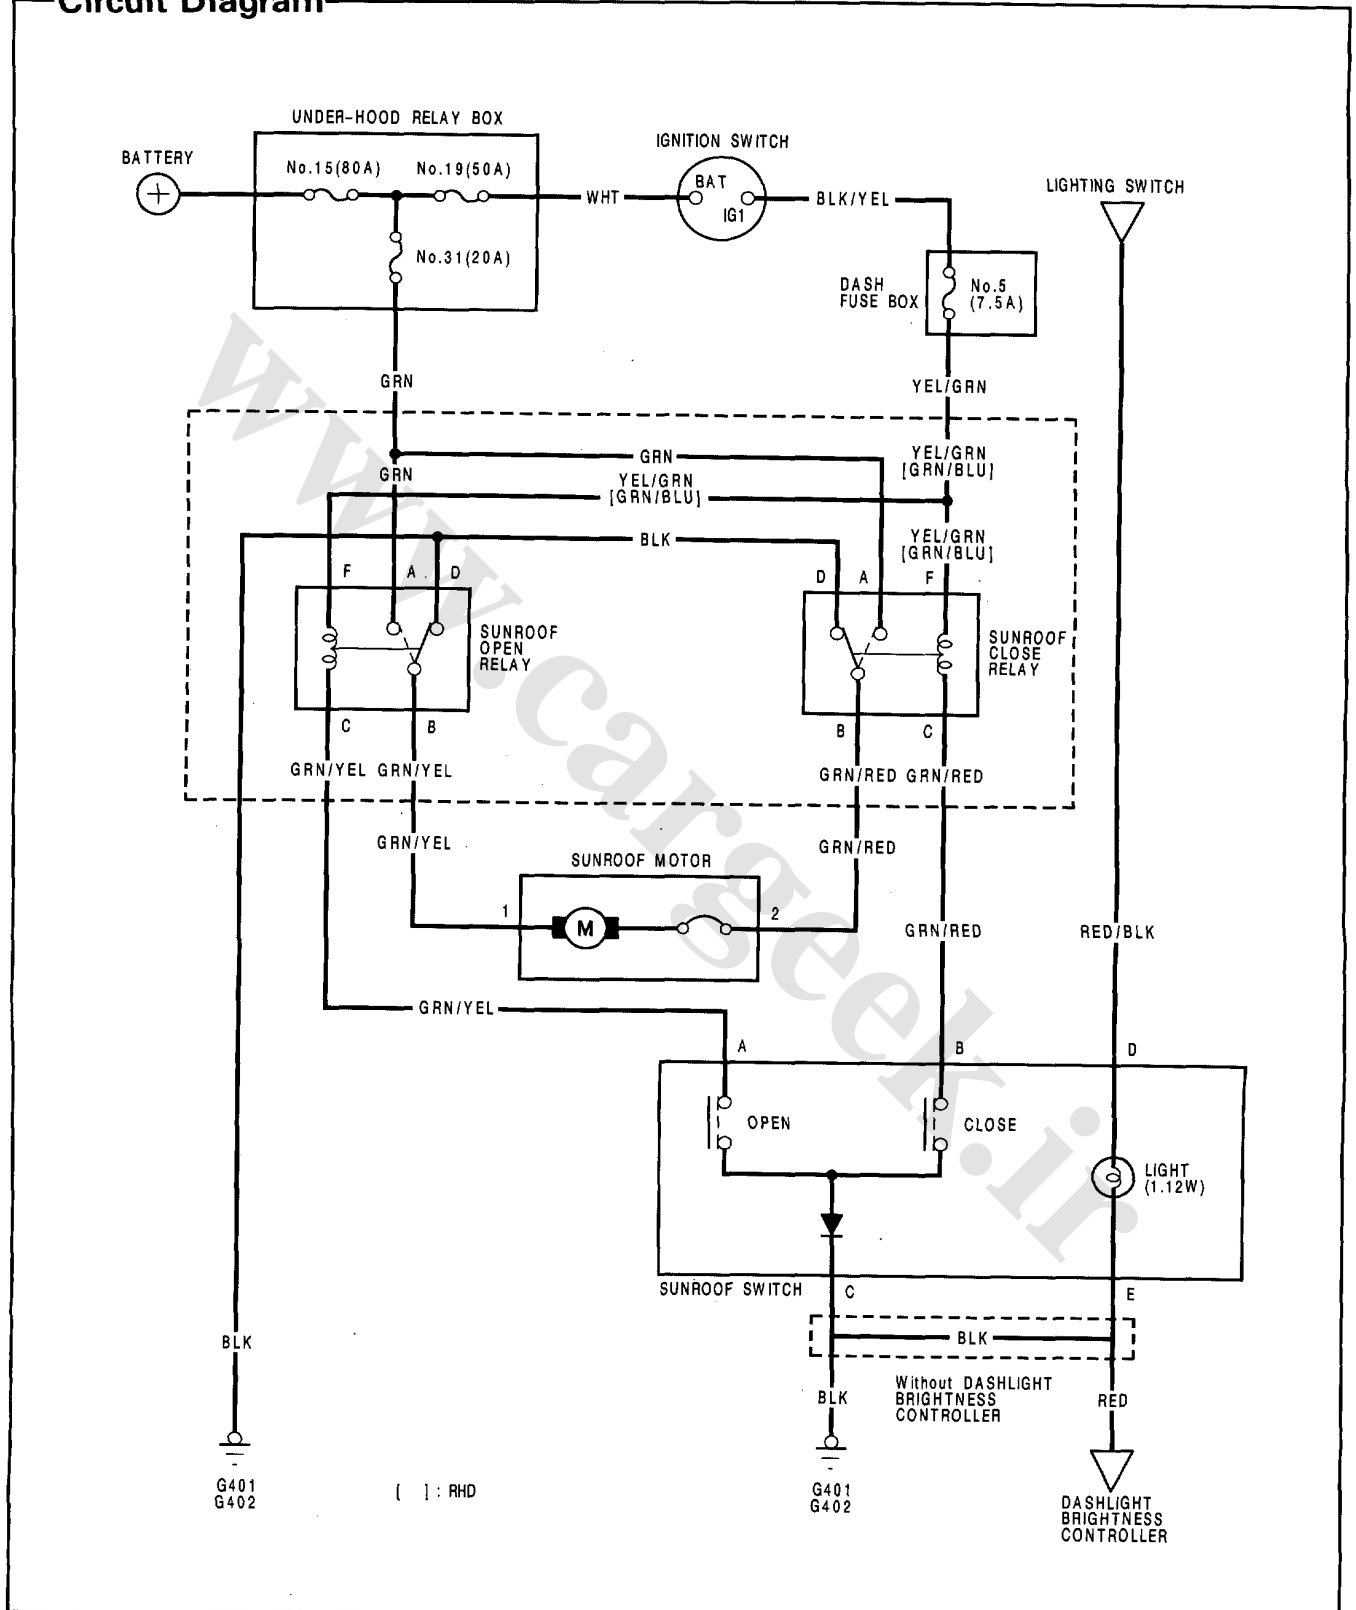 Circuit Diagram
UNDER-HOOD RELAY BOX
IGNITION SWITCH
BATTERY
No.15(80A) No.19(50A)
LIGHTING SWITCH
BAT
WHT
BLK/YEL
IG1
No.31(20A)
DASH
FUSE BOX
No.5
(7.5A)
GRN
YEL/GRN
GRN
YEL/GRN
[GRN/BLU]
GRN
YEL/GRN
[GRN/BLU]
BLK
YEL/GRN
[GRN/BLU]
F A D
D A F
SUNROOF
OPEN
RELAY
SUNROOF
CLOSE
RELAY
C B
B C
GRN/YEL GRN/YEL
GRN/RED GRN/RED
GRN/YEL
GRN/RED
SUNROOF MOTOR
1
M
2
GRN/RED
RED/BLK
GRN/YEL
A
B
D
OPEN
CLOSE
LIGHT
(1.12W)
SUNROOF SWITCH
C
E
BLK
BLK
Without DASHLIGHT
BRIGHTNESS
CONTROLLER
BLK
RED
G401
G402
[ ] : RHD
G401
G402
DASHLIGHT
BRIGHTNESS
CONTROLLER
www.cargeek.ir